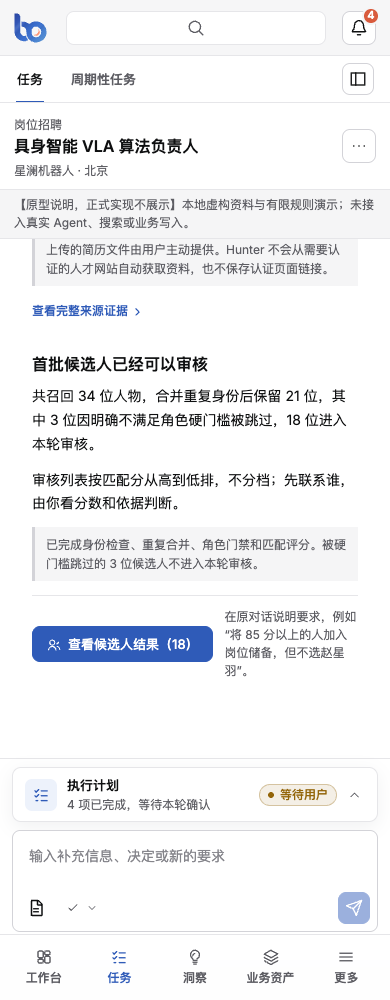 bo
4
任务
周期性任务
岗位招聘
具身智能 VLA 算法负责人
星澜机器人 · 北京
【原型说明，正式实现不展示】本地虚构资料与有限规则演示；未接
入真实 Agent、搜索或业务写入。
上传的简历文件由用户主动提供。Hunter 不会从需要认
证的人才网站自动获取资料，也不保存认证页面链接。
查看完整来源证据
首批候选人已经可以审核
共召回 34 位人物，合并重复身份后保留 21 位，其
中 3 位因明确不满足角色硬门槛被跳过，18 位进入
本轮审核。
审核列表按匹配分从高到低排，不分档；先联系谁，
由你看分数和依据判断。
已完成身份检查、重复合并、角色门禁和匹配评分。被硬
门槛跳过的 3 位候选人不进入本轮审核。
查看候选人结果（18）
在原对话说明要求，例如
“将 85 分以上的人加入
岗位储备，但不选赵星
羽”。
执行计划
4 项已完成，等待本轮确认
等待用户
输入补充信息、决定或新的要求
工作台
任务
洞察
业务资产
更多